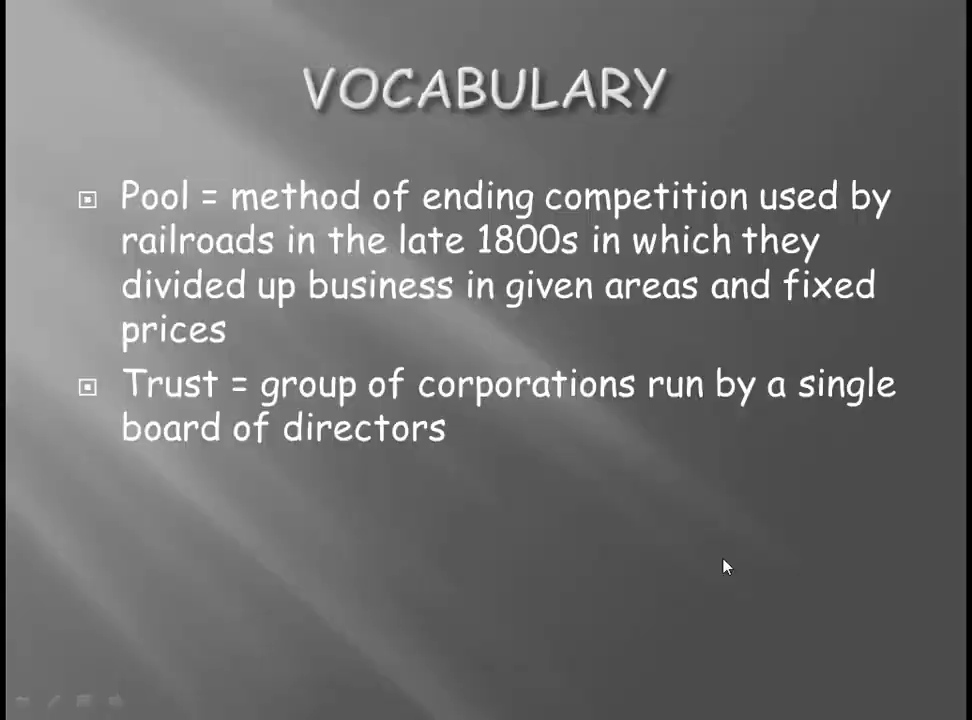 VOCABULARY
Pool = method of ending competition used by
railroads in the late 1800s in which they
divided up business in given areas and fixed
prices
Trust = group of corporations run by a single
board of directors